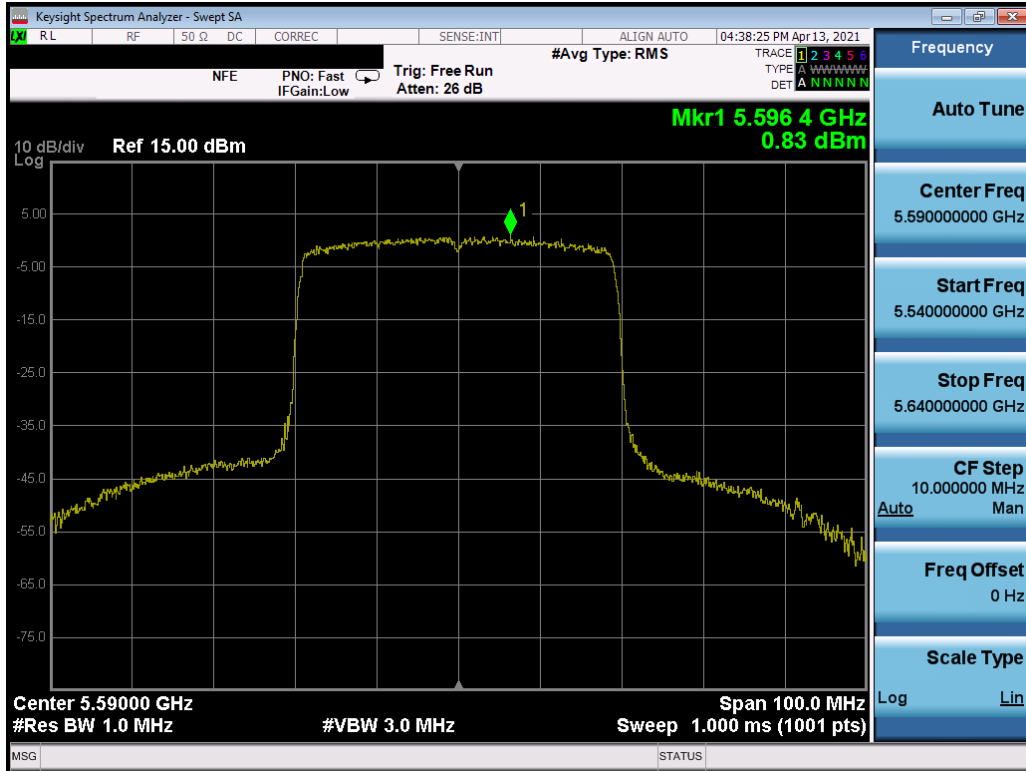 Keysight Spectrum Analyzer - Swept SA
LXI RL RF 50 Ω DC CORREC SENSE:INT ALIGN AUTO 04:38:25 PM Apr 13, 2021
NFE PNO: Fast Trig: Free Run #Avg Type: RMS TRACE 1 2 3 4 5 6
IFGain:Low Atten: 26 dB TYPE A WWWWW
DET A N N N N N
Mkr1 5.596 4 GHz
0.83 dBm
10 dB/div Ref 15.00 dBm
Log
1
5.00
-5.00
-15.0
-25.0
-35.0
-45.0
-55.0
-65.0
-75.0
Center 5.59000 GHz Span 100.0 MHz
#Res BW 1.0 MHz #VBW 3.0 MHz Sweep 1.000 ms (1001 pts)
MSG STATUS
Frequency
Auto Tune
Center Freq
5.590000000 GHz
Start Freq
5.540000000 GHz
Stop Freq
5.640000000 GHz
CF Step
10.000000 MHz
Auto Man
Freq Offset
0 Hz
Scale Type
Log Lin